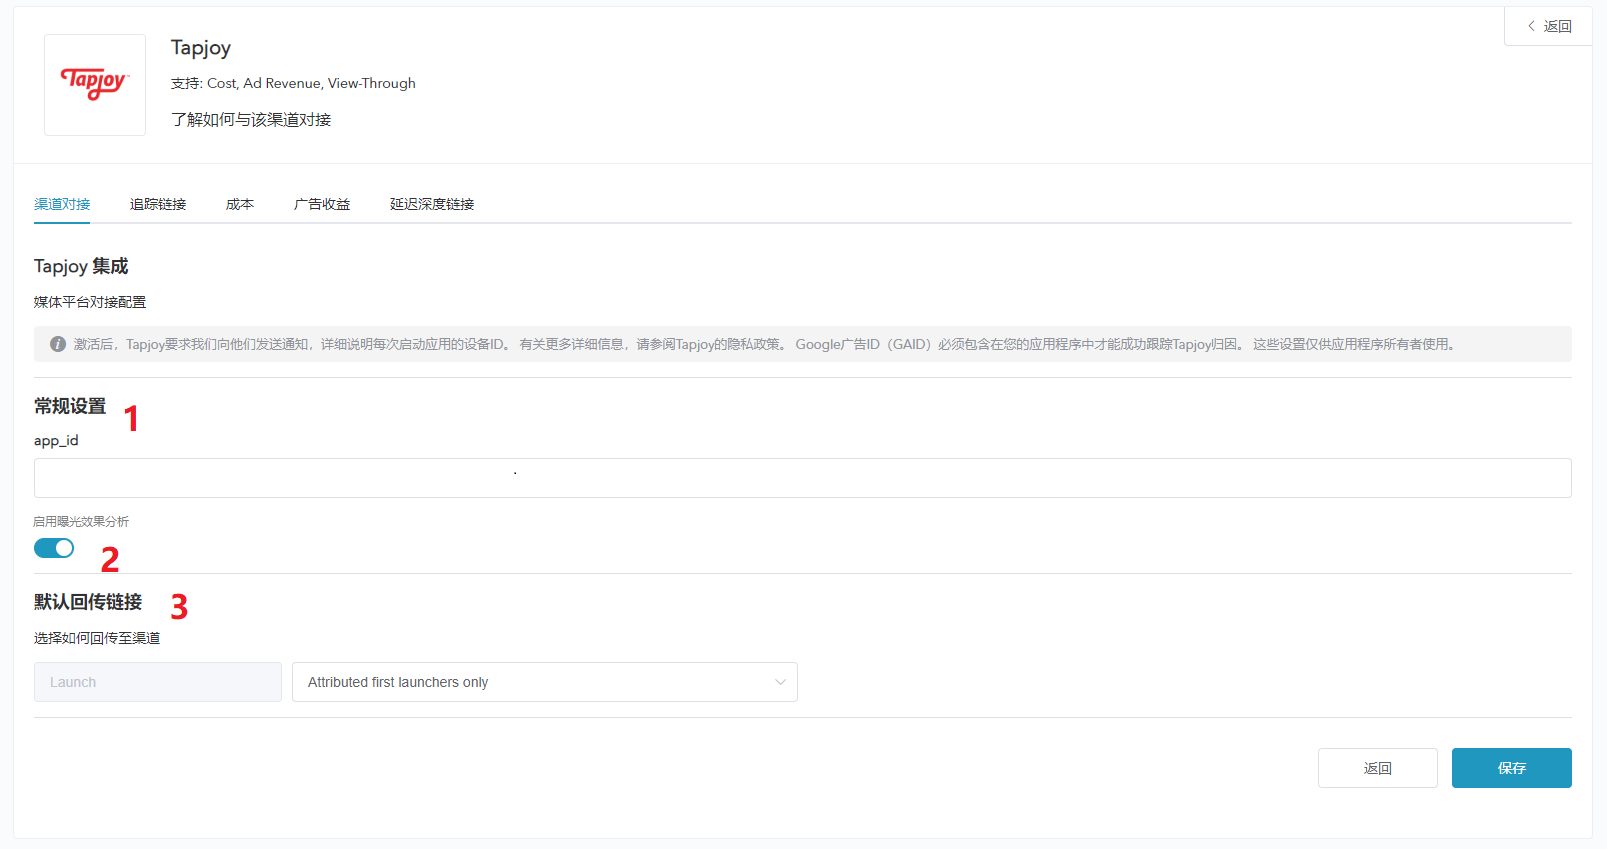 返回
Tapjoy
Tapjoy
支持: Cost, Ad Revenue, View-Through
了解如何与该渠道对接
渠道对接 追踪链接 成本 广告收益 延迟深度链接
Tapjoy 集成
媒体平台对接配置
激活后，Tapjoy要求我们向他们发送通知，详细说明每次启动应用的设备ID。 有关更多详细信息，请参阅Tapjoy的隐私政策。 Google广告ID（GAID）必须包含在您的应用程序中才能成功跟踪Tapjoy归因。 这些设置仅供应用程序所有者使用。
常规设置 1
app_id
启用曝光效果分析
2
默认回传链接 3
选择如何回传至渠道
Launch Attributed first launchers only
返回 保存